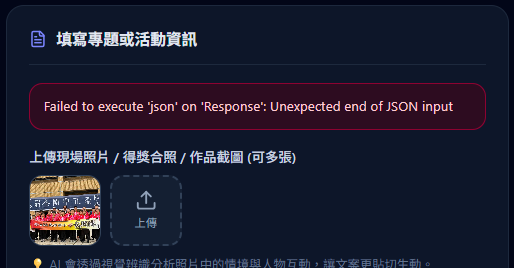 填寫專題或活動資訊
Failed to execute 'json' on 'Response': Unexpected end of JSON input
上傳現場照片 / 得獎合照 / 作品截圖 (可多張)
上傳
AI 會透過視覺辨識分析照片中的情境與人物互動，讓文案更貼切生動。